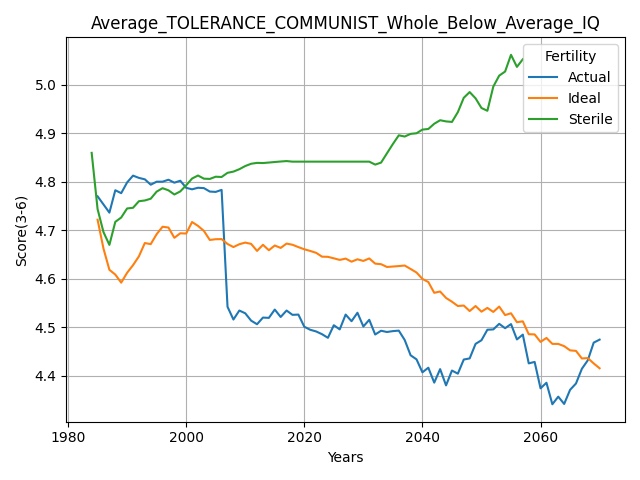 Average_TOLERANCE_COMMUNIST_Whole_Below_Average_IQ
Fertility
Actual
Ideal
Sterile
Score(3-6)
5.0
4.9
4.8
4.7
4.6
4.5
4.4
1980
2000
2020
2040
2060
Years